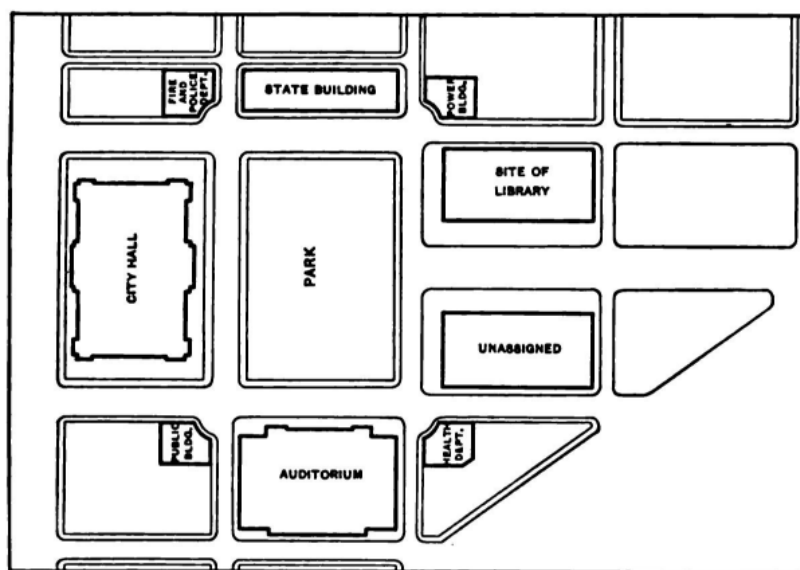 FIRE
AND
POLICE
DEPT.
STATE BUILDING
POWER
BLDG.
SITE OF
LIBRARY
CITY HALL
PARK
UNASSIGNED
PUBLIC
BLDG.
AUDITORIUM
HEALTH
DEPT.